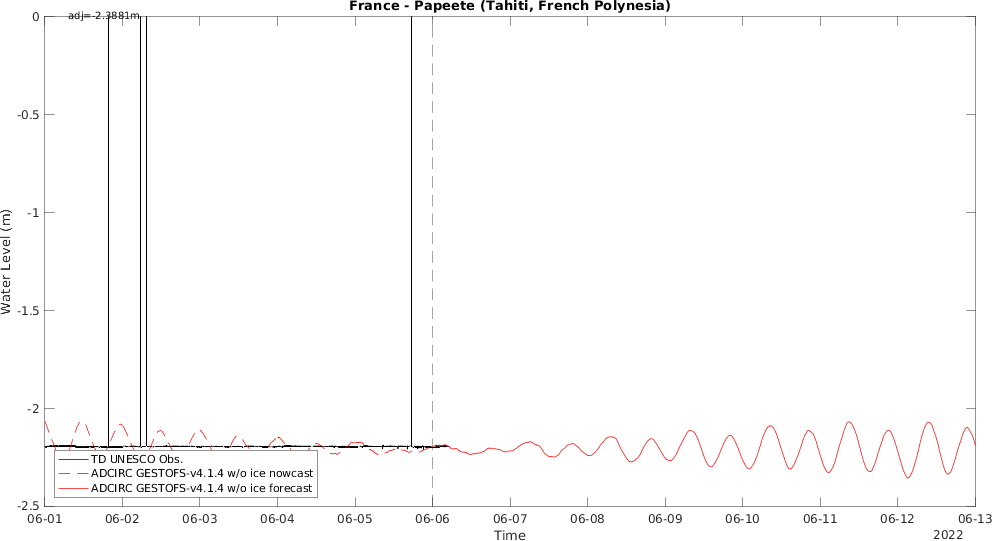 France - Papeete (Tahiti, French Polynesia)
adj=-2.3881m
0
-0.5
-1
-1.5
-2
-2.5
Water Level (m)
TD UNESCO Obs.
ADCIRC GESTOFS-v4.1.4 w/o ice nowcast
ADCIRC GESTOFS-v4.1.4 w/o ice forecast
06-01 06-02 06-03 06-04 06-05 06-06 06-07 06-08 06-09 06-10 06-11 06-12 06-13
Time
2022